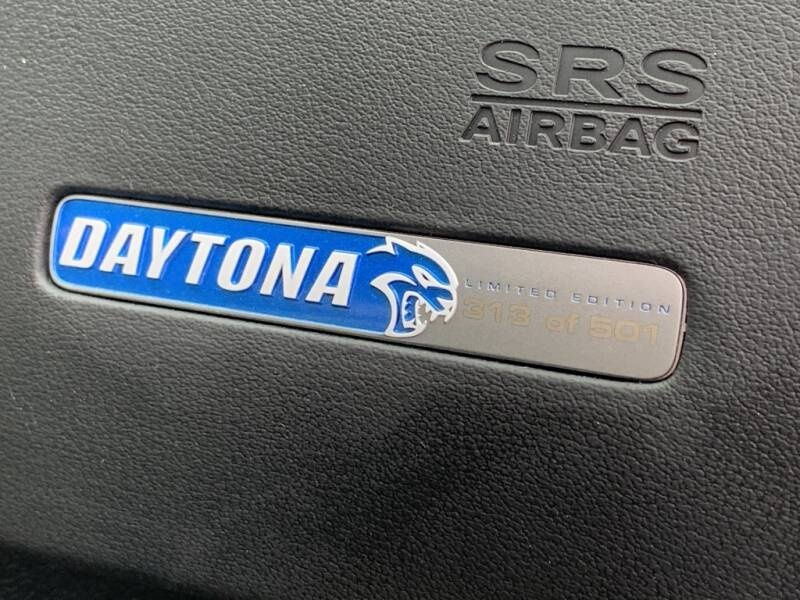 SRS
AIRBAG
DAYTONA
LIMITED EDITION
313 of 501